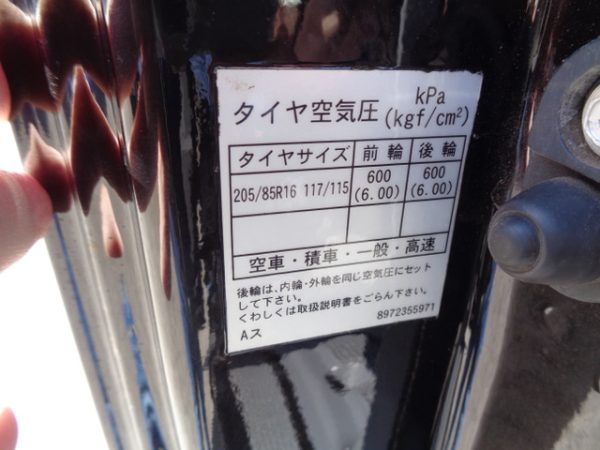 タイヤ空気圧 kPa (kgf/cm²)
タイヤサイズ 前輪 後輪
205/85R16 117/115 600 (6.00) 600 (6.00)
空車・積車・一般・高速
後輪は、内輪・外輪を同じ空気圧にセット
して下さい。
くわしくは取扱説明書をごらん下さい。
Aス 8972355971